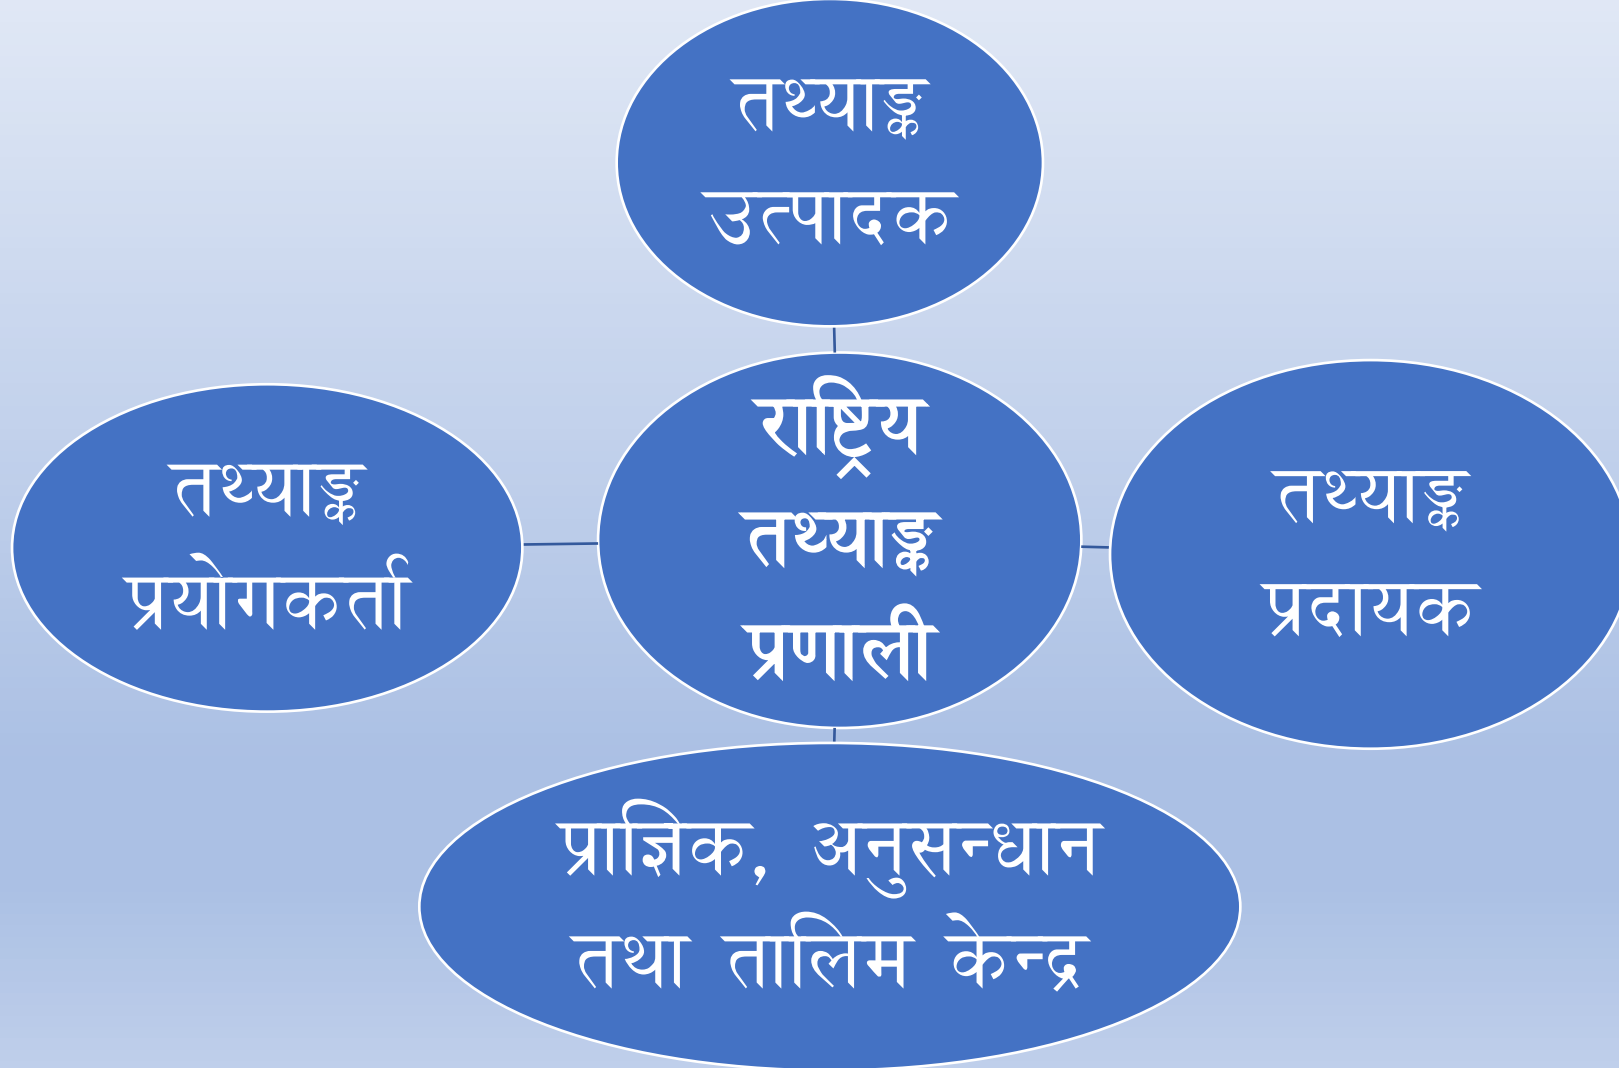 तथ्याङ्क
उत्पादक
राष्ट्रिय
तथ्याङ्क
प्रणाली
तथ्याङ्क
प्रयोगकर्ता
तथ्याङ्क
प्रदायक
प्राज्ञिक, अनुसन्धान
तथा तालिम केन्द्र